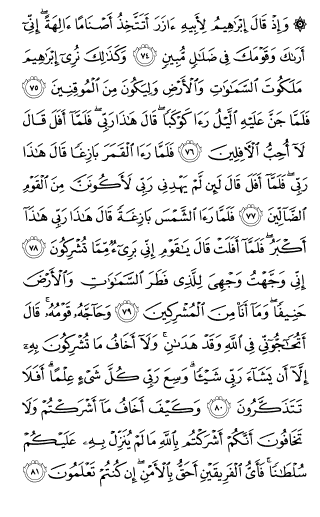 ۞ وَإِذْ قَالَ إِبْرَٰهِيمُ لِأَبِيهِ ءَازَرَ أَتَتَّخِذُ أَصْنَامًا ءَالِهَةً ۖ إِنِّىٓ
أَرَىٰكَ وَقَوْمَكَ فِى ضَلَٰلٍ مُّبِينٍ ٧٤ وَكَذَٰلِكَ نُرِىٓ إِبْرَٰهِيمَ
مَلَكُوتَ ٱلسَّمَٰوَٰتِ وَٱلْأَرْضِ وَلِيَكُونَ مِنَ ٱلْمُوقِنِينَ ٧٥
فَلَمَّا جَنَّ عَلَيْهِ ٱلَّيْلُ رَءَا كَوْكَبًا ۖ قَالَ هَٰذَا رَبِّى ۖ فَلَمَّآ أَفَلَ قَالَ
لَآ أُحِبُّ ٱلْءَافِلِينَ ٧٦ فَلَمَّا رَءَا ٱلْقَمَرَ بَازِغًا قَالَ هَٰذَا
رَبِّى ۖ فَلَمَّآ أَفَلَ قَالَ لَئِن لَّمْ يَهْدِنِى رَبِّى لَأَكُونَنَّ مِنَ ٱلْقَوْمِ
ٱلضَّآلِّينَ ٧٧ فَلَمَّا رَءَا ٱلشَّمْسَ بَازِغَةً قَالَ هَٰذَا رَبِّى هَٰذَآ
أَكْبَرُ ۖ فَلَمَّآ أَفَلَتْ قَالَ يَٰقَوْمِ إِنِّى بَرِىٓءٌ مِّمَّا تُشْرِكُونَ ٧٨
إِنِّى وَجَّهْتُ وَجْهِىَ لِلَّذِى فَطَرَ ٱلسَّمَٰوَٰتِ وَٱلْأَرْضَ
حَنِيفًا ۖ وَمَآ أَنَا۠ مِنَ ٱلْمُشْرِكِينَ ٧٩ وَحَآجَّهُۥ قَوْمُهُۥ ۚ قَالَ
أَتُحَٰٓجُّوٓنِّى فِى ٱللَّهِ وَقَدْ هَدَىٰنِ ۚ وَلَآ أَخَافُ مَا تُشْرِكُونَ بِهِۦٓ
إِلَّآ أَن يَشَآءَ رَبِّى شَيْـًٔا ۗ وَسِعَ رَبِّى كُلَّ شَىْءٍ عِلْمًا ۗ أَفَلَا
تَتَذَكَّرُونَ ٨٠ وَكَيْفَ أَخَافُ مَآ أَشْرَكْتُمْ وَلَا
تَخَافُونَ أَنَّكُمْ أَشْرَكْتُم بِٱللَّهِ مَا لَمْ يُنَزِّلْ بِهِۦ عَلَيْكُمْ
سُلْطَٰنًا ۚ فَأَىُّ ٱلْفَرِيقَيْنِ أَحَقُّ بِٱلْأَمْنِ ۖ إِن كُنتُمْ تَعْلَمُونَ ٨١